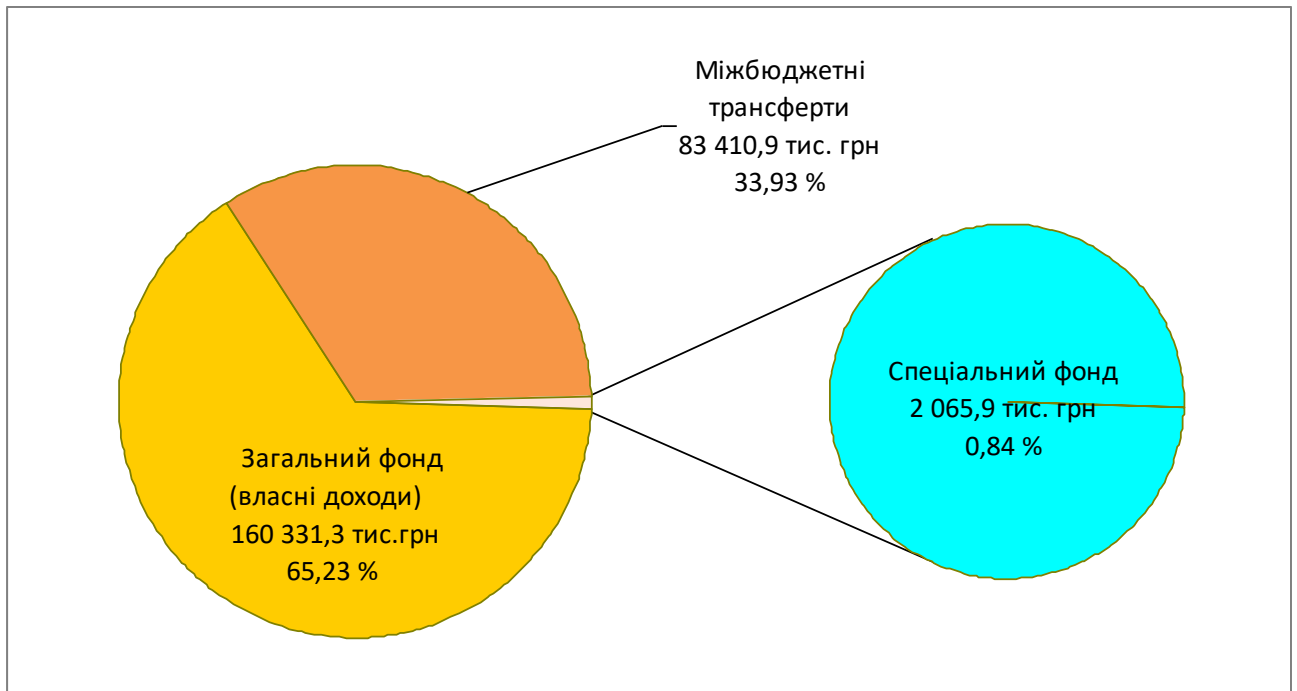 Міжбюджетні
трансферти
83 410,9 тис. грн
33,93 %
Спеціальний фонд
2 065,9 тис. грн
0,84 %
Загальний фонд
(власні доходи)
160 331,3 тис.грн
65,23 %